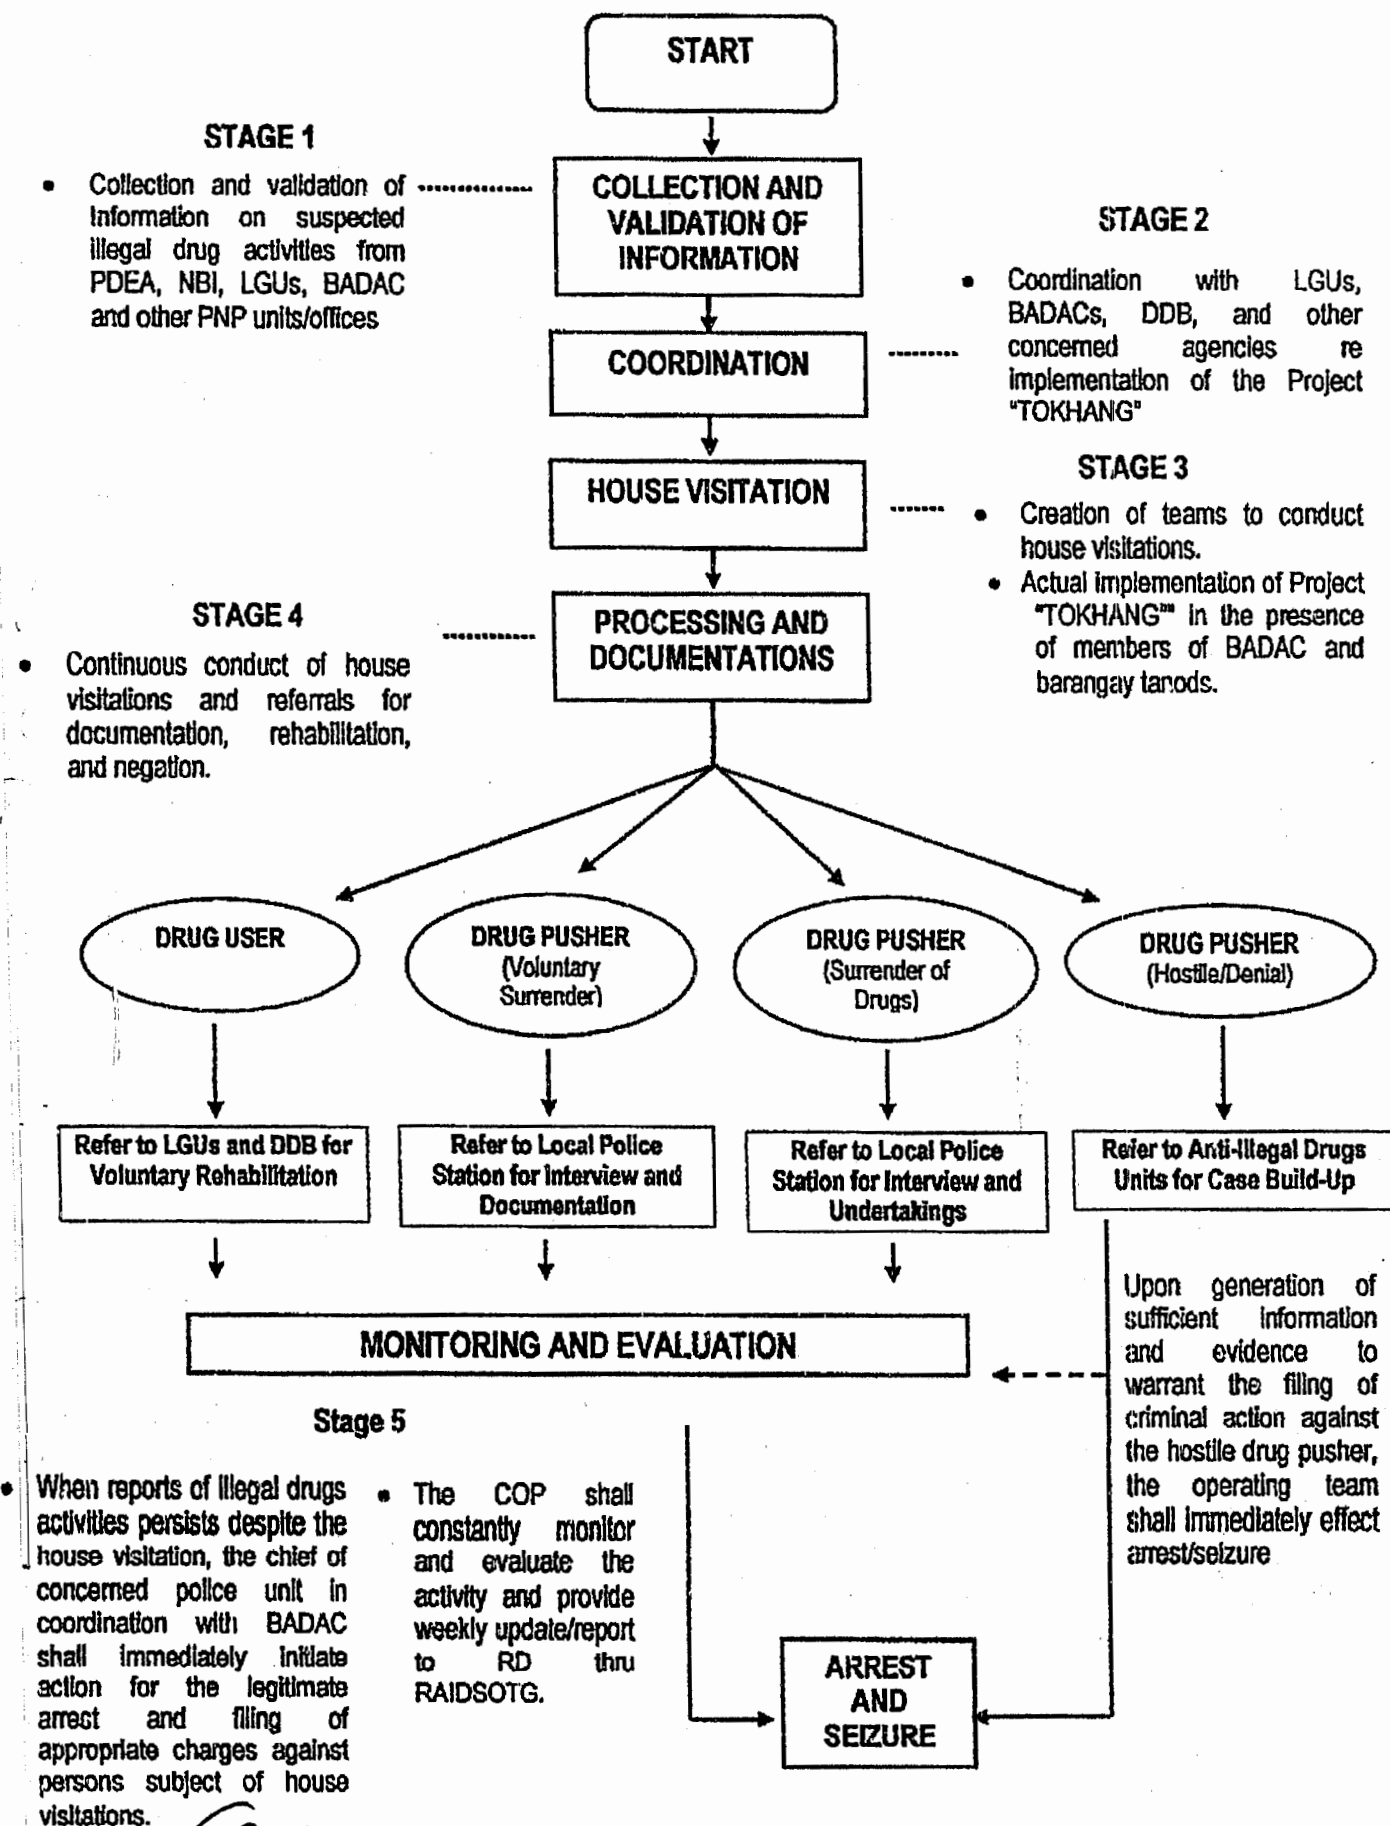 START
STAGE 1
• Collection and validation of
Information on suspected
illegal drug activities from
PDEA, NBI, LGUs, BADAC
and other PNP units/offices
COLLECTION AND
VALIDATION OF
INFORMATION
STAGE 2
• Coordination with LGUs,
BADACs, DDB, and other
concerned agencies re
implementation of the Project
"TOKHANG"
COORDINATION
STAGE 3
• Creation of teams to conduct
house visitations.
• Actual implementation of Project
"TOKHANG"" in the presence
of members of BADAC and
barangay tanods.
HOUSE VISITATION
STAGE 4
• Continuous conduct of house
visitations and referrals for
documentation, rehabilitation,
and negation.
PROCESSING AND
DOCUMENTATIONS
DRUG USER
DRUG PUSHER
(Voluntary
Surrender)
DRUG PUSHER
(Surrender of
Drugs)
DRUG PUSHER
(Hostile/Denial)
Refer to LGUs and DDB for
Voluntary Rehabilitation
Refer to Local Police
Station for Interview and
Documentation
Refer to Local Police
Station for Interview and
Undertakings
Refer to Anti-Illegal Drugs
Units for Case Build-Up
MONITORING AND EVALUATION
Upon generation of
sufficient information
and evidence to
warrant the filing of
criminal action against
the hostile drug pusher,
the operating team
shall immediately effect
arrest/seizure
Stage 5
• When reports of illegal drugs
activities persists despite the
house visitation, the chief of
concerned police unit in
coordination with BADAC
shall immediately initiate
action for the legitimate
arrest and filing of
appropriate charges against
persons subject of house
visitations.
• The COP shall
constantly monitor
and evaluate the
activity and provide
weekly update/report
to RD thru
RAIDSOTG.
ARREST
AND
SEIZURE